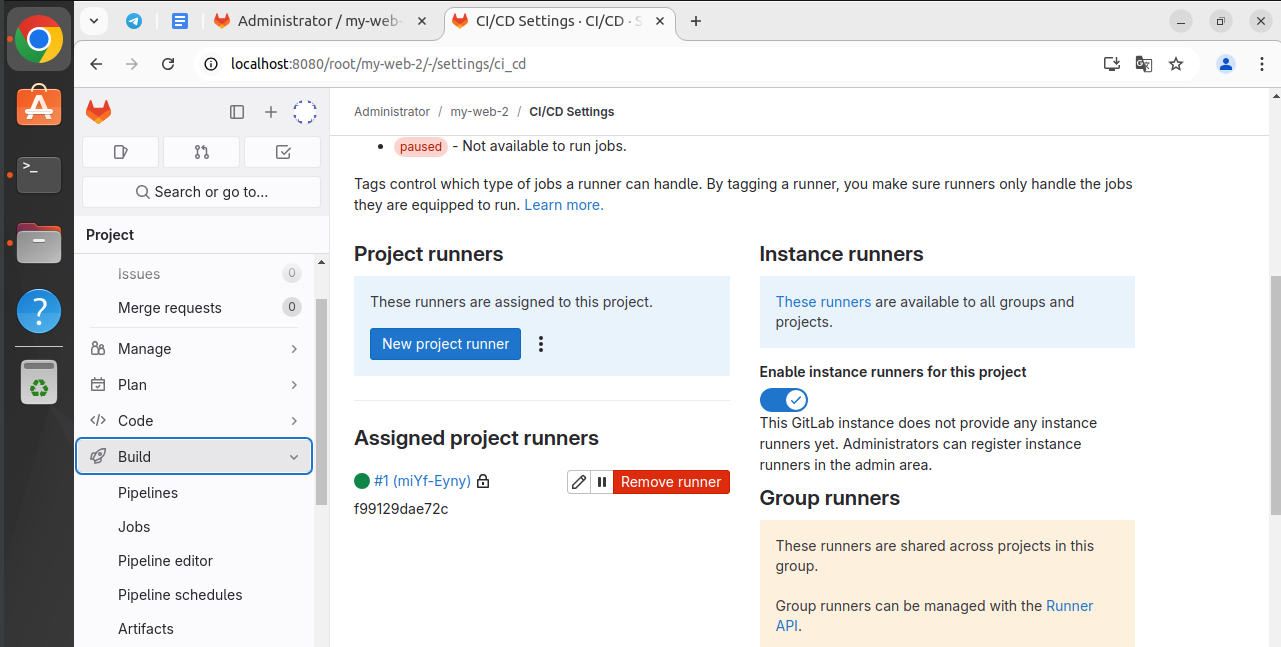 Administrator / my-web-
CI/CD Settings · CI/CD · S
localhost:8080/root/my-web-2/-/settings/ci_cd
Administrator / my-web-2 / CI/CD Settings
paused - Not available to run jobs.
Tags control which type of jobs a runner can handle. By tagging a runner, you make sure runners only handle the jobs
they are equipped to run. Learn more.
Search or go to...
Project
Issues 0
Merge requests 0
Manage
Plan
Code
Build
Pipelines
Jobs
Pipeline editor
Pipeline schedules
Artifacts
Project runners
These runners are assigned to this project.
New project runner
Assigned project runners
#1 (miYf-Eyny)
Remove runner
f99129dae72c
Instance runners
These runners are available to all groups and
projects.
Enable instance runners for this project
This GitLab instance does not provide any instance
runners yet. Administrators can register instance
runners in the admin area.
Group runners
These runners are shared across projects in this
group.
Group runners can be managed with the Runner
API.